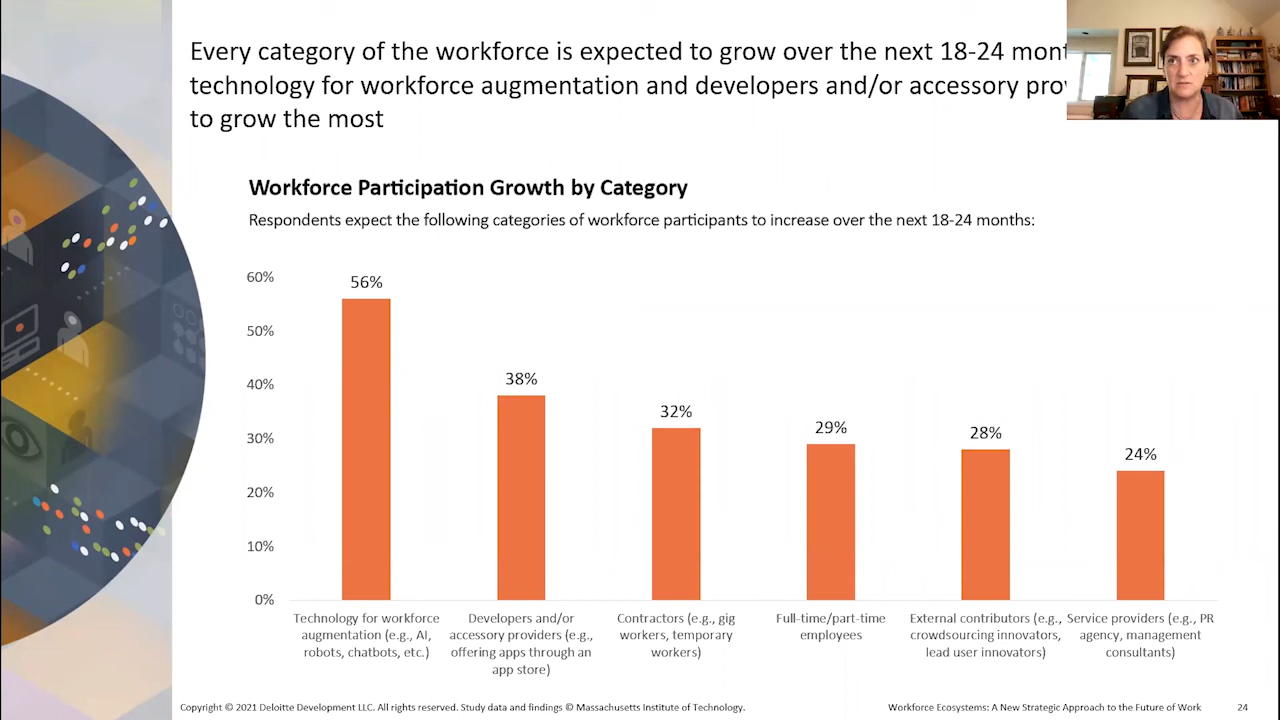 Every category of the workforce is expected to grow over the next 18-24
technology for workforce augmentation and developers and/or accessory
to grow the most
Workforce Participation Growth by Category
Respondents expect the following categories of workforce participants to increase over the next 18-24 months:
60%
50%
40%
30%
20%
10%
0%
56%
38%
32%
29%
28%
24%
Technology for workforce
augmentation (e.g., AI,
robots, chatbots, etc.)
Developers and/or
accessory providers (e.g.,
offering apps through an
app store)
Contractors (e.g., gig
workers, temporary
workers)
Full-time/part-time
employees
External contributors (e.g.,
crowdsourcing innovators,
lead user innovators)
Service providers (e.g., PR
agency, management
consultants)
Copyright © 2021 Deloitte Development LLC. All rights reserved. Study data and findings © Massachusetts Institute of Technology.
Workforce Ecosystems: A New Strategic Approach to the Future of Work
24